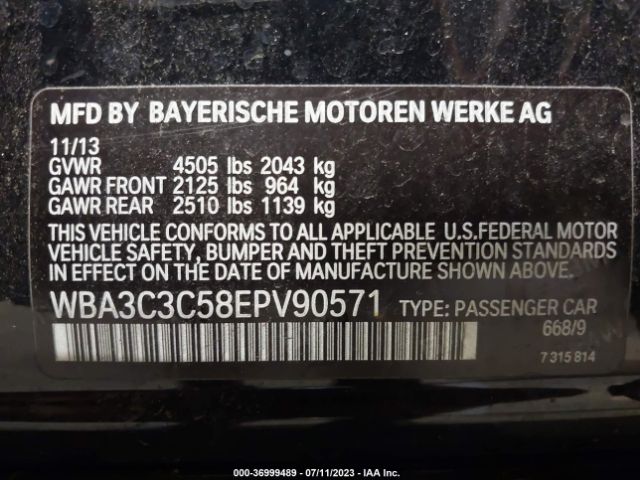 MFD BY BAYERISCHE MOTOREN WERKE AG
11/13
GVWR 4505 lbs 2043 kg
GAWR FRONT 2125 lbs 964 kg
GAWR REAR 2510 lbs 1139 kg
THIS VEHICLE CONFORMS TO ALL APPLICABLE U.S.FEDERAL MOTOR
VEHICLE SAFETY, BUMPER AND THEFT PREVENTION STANDARDS
IN EFFECT ON THE DATE OF MANUFACTURE SHOWN ABOVE.
WBA3C3C58EPV90571 TYPE: PASSENGER CAR
668/9
7 315 814
000-36999489 - 07/11/2023 - IAA Inc.